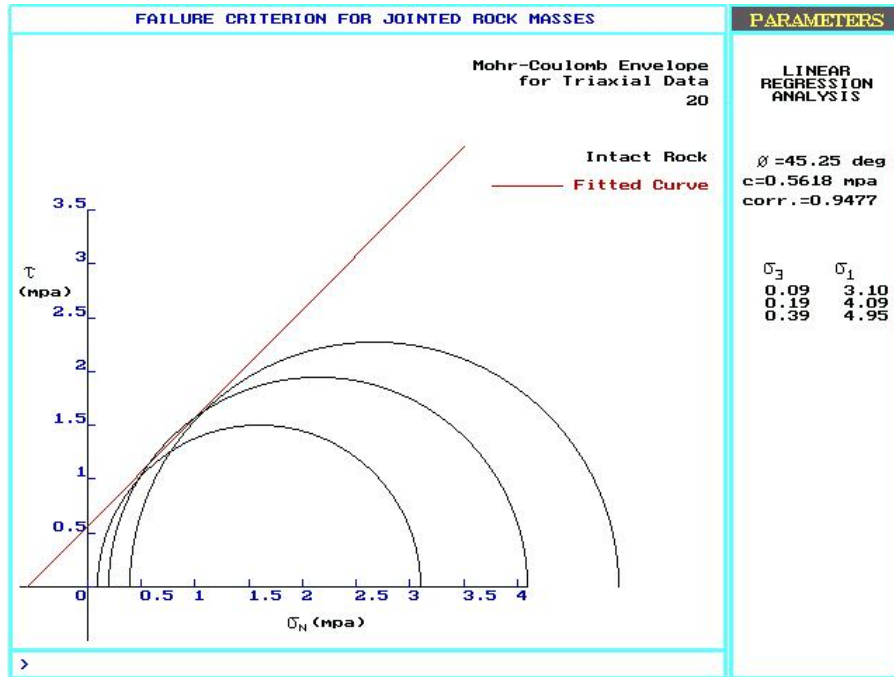 FAILURE CRITERION FOR JOINTED ROCK MASSES
PARAMETERS
Mohr-Coulomb Envelope
for Triaxial Data
20
Intact Rock
Fitted Curve
3.5
3
2.5
2
1.5
1
0.5
τ
(mpa)
0 0.5 1 1.5 2 2.5 3 3.5 4
σN (mpa)
>
LINEAR
REGRESSION
ANALYSIS
ø =45.25 deg
c=0.5618 mpa
corr.=0.9477
σ3 σ1
0.09 3.10
0.19 4.09
0.39 4.95